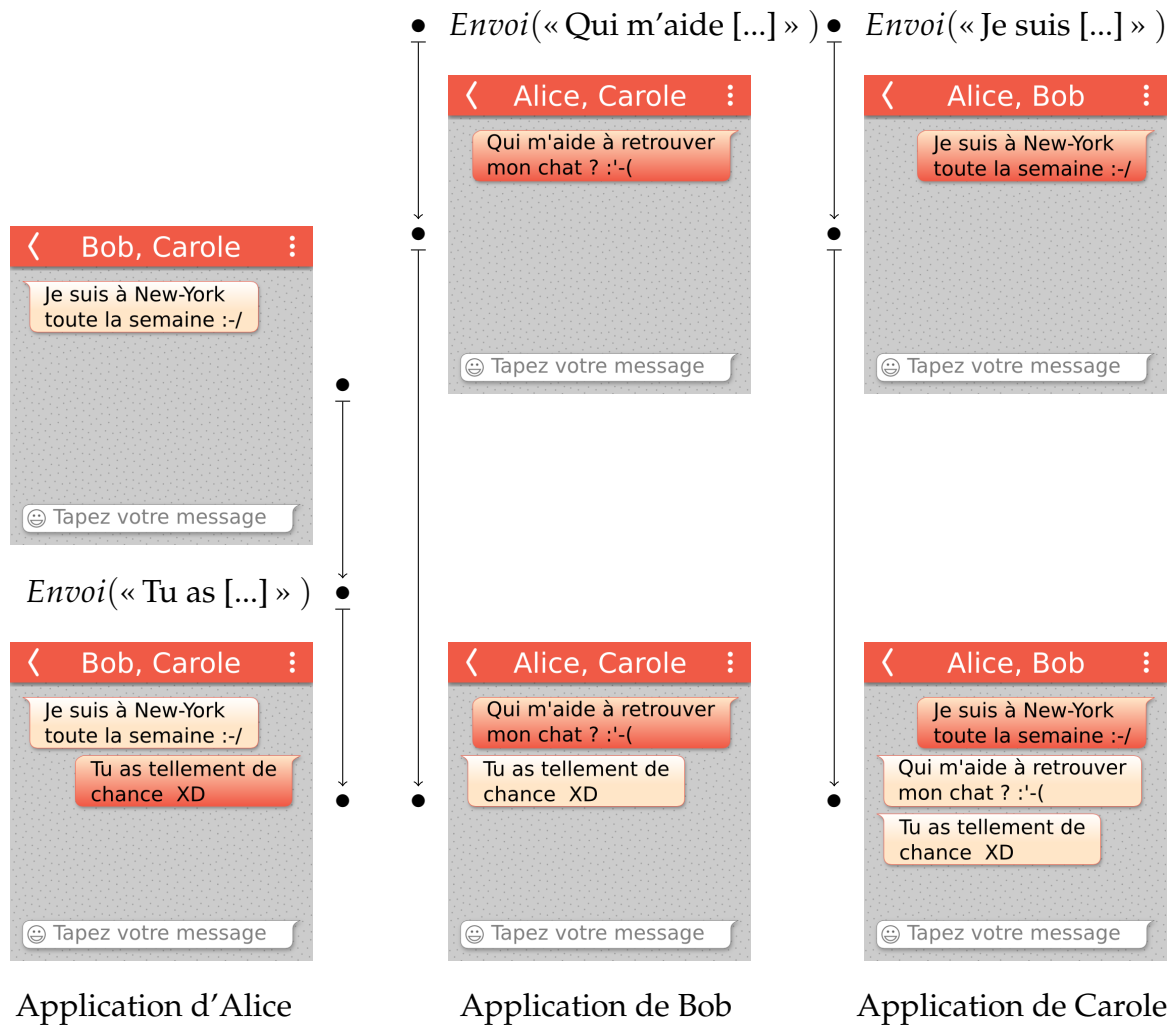 Envoi(« Qui m'aide [...] » )
Envoi(« Je suis [...] » )
Alice, Carole
Qui m'aide à retrouver
mon chat ? :'-(
Tapez votre message
Alice, Bob
Je suis à New-York
toute la semaine :-/
Tapez votre message
Bob, Carole
Je suis à New-York
toute la semaine :-/
Tapez votre message
Envoi(« Tu as [...] » )
Bob, Carole
Je suis à New-York
toute la semaine :-/
Tu as tellement de
chance  XD
Tapez votre message
Application d'Alice
Alice, Carole
Qui m'aide à retrouver
mon chat ? :'-(
Tu as tellement de
chance  XD
Tapez votre message
Application de Bob
Alice, Bob
Je suis à New-York
toute la semaine :-/
Qui m'aide à retrouver
mon chat ? :'-(
Tu as tellement de
chance  XD
Tapez votre message
Application de Carole